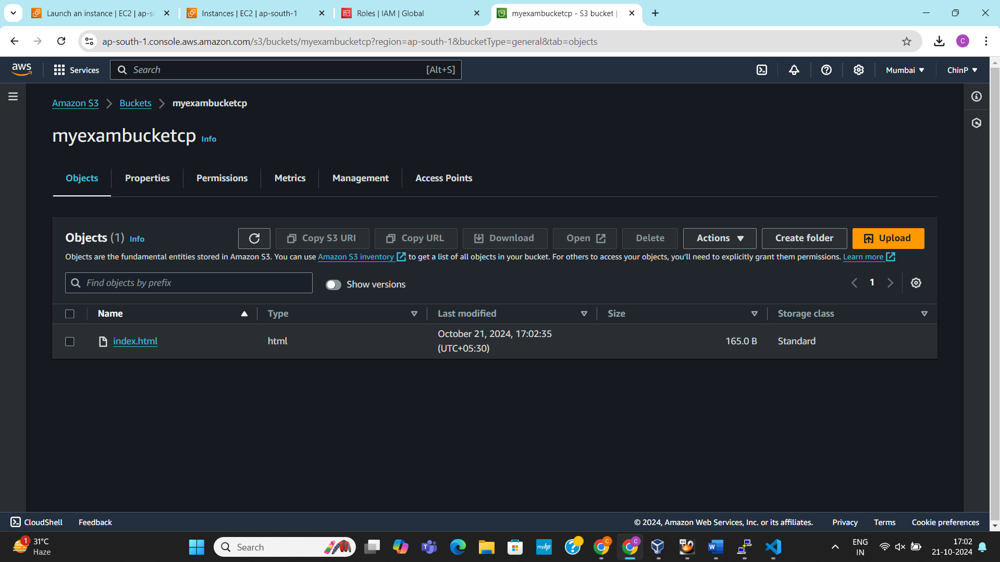 Launch an instance | EC2 | ap-sc
Instances | EC2 | ap-south-1
Roles | IAM | Global
myexambucketcp - S3 bucket |
ap-south-1.console.aws.amazon.com/s3/buckets/myexambucketcp?region=ap-south-1&bucketType=general&tab=objects
C
aws
Services
Search
[Alt+S]
Mumbai
ChinP
Amazon S3
Buckets
myexambucketcp
myexambucketcp Info
Objects
Properties
Permissions
Metrics
Management
Access Points
Objects (1) Info
Copy S3 URI
Copy URL
Download
Open
Delete
Actions
Create folder
Upload
Objects are the fundamental entities stored in Amazon S3. You can use Amazon S3 inventory to get a list of all objects in your bucket. For others to access your objects, you’ll need to explicitly grant them permissions. Learn more
Find objects by prefix
Show versions
1
Name
Type
Last modified
Size
Storage class
index.html
html
October 21, 2024, 17:02:35
(UTC+05:30)
165.0 B
Standard
CloudShell
Feedback
© 2024, Amazon Web Services, Inc. or its affiliates.
Privacy
Terms
Cookie preferences
1
31°C
Haze
Search
myhp
C
C
64
ENG
IN
17:02
21-10-2024